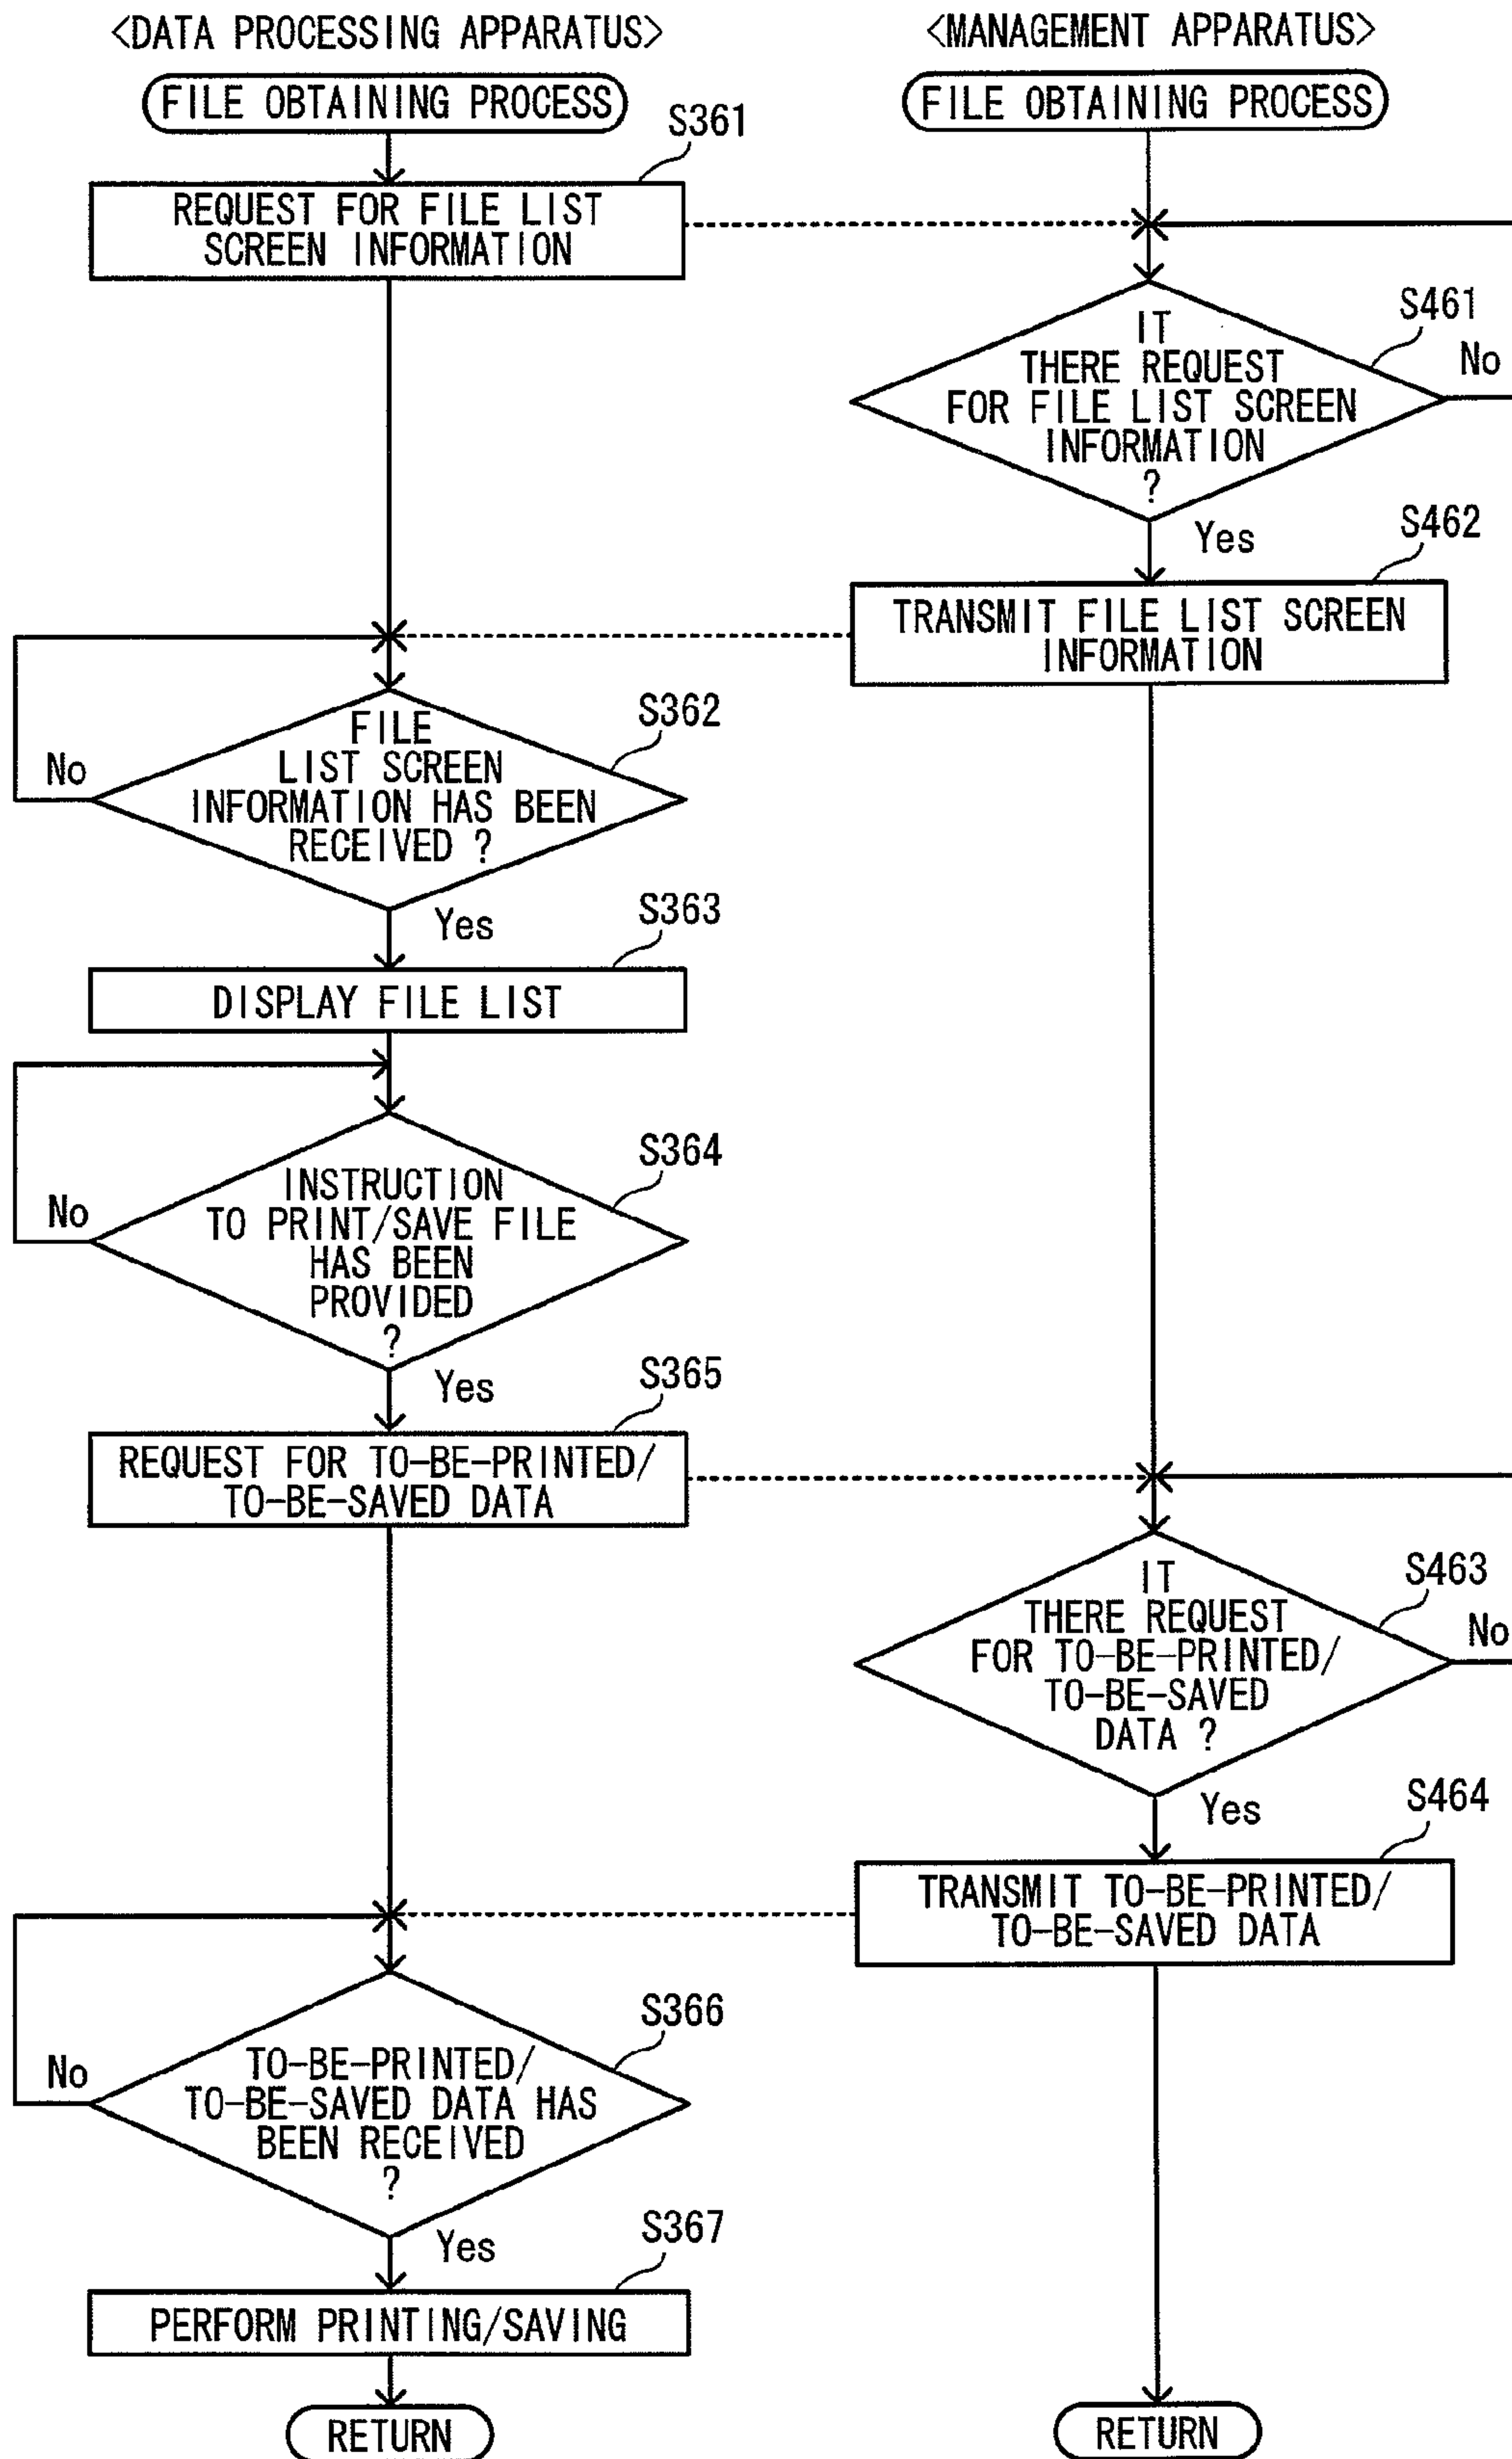 <DATA PROCESSING APPARATUS>
FILE OBTAINING PROCESS
S361
REQUEST FOR FILE LIST
SCREEN INFORMATION
S362
FILE
LIST SCREEN
INFORMATION HAS BEEN
RECEIVED ?
No
Yes
S363
DISPLAY FILE LIST
S364
INSTRUCTION
TO PRINT/SAVE FILE
HAS BEEN
PROVIDED
?
No
Yes
S365
REQUEST FOR TO-BE-PRINTED/
TO-BE-SAVED DATA
S366
TO-BE-PRINTED/
TO-BE-SAVED DATA HAS
BEEN RECEIVED
?
No
Yes
S367
PERFORM PRINTING/SAVING
RETURN
<MANAGEMENT APPARATUS>
FILE OBTAINING PROCESS
S461
IT
THERE REQUEST
FOR FILE LIST SCREEN
INFORMATION
?
No
Yes
S462
TRANSMIT FILE LIST SCREEN
INFORMATION
S463
IT
THERE REQUEST
FOR TO-BE-PRINTED/
TO-BE-SAVED
DATA ?
No
Yes
S464
TRANSMIT TO-BE-PRINTED/
TO-BE-SAVED DATA
RETURN